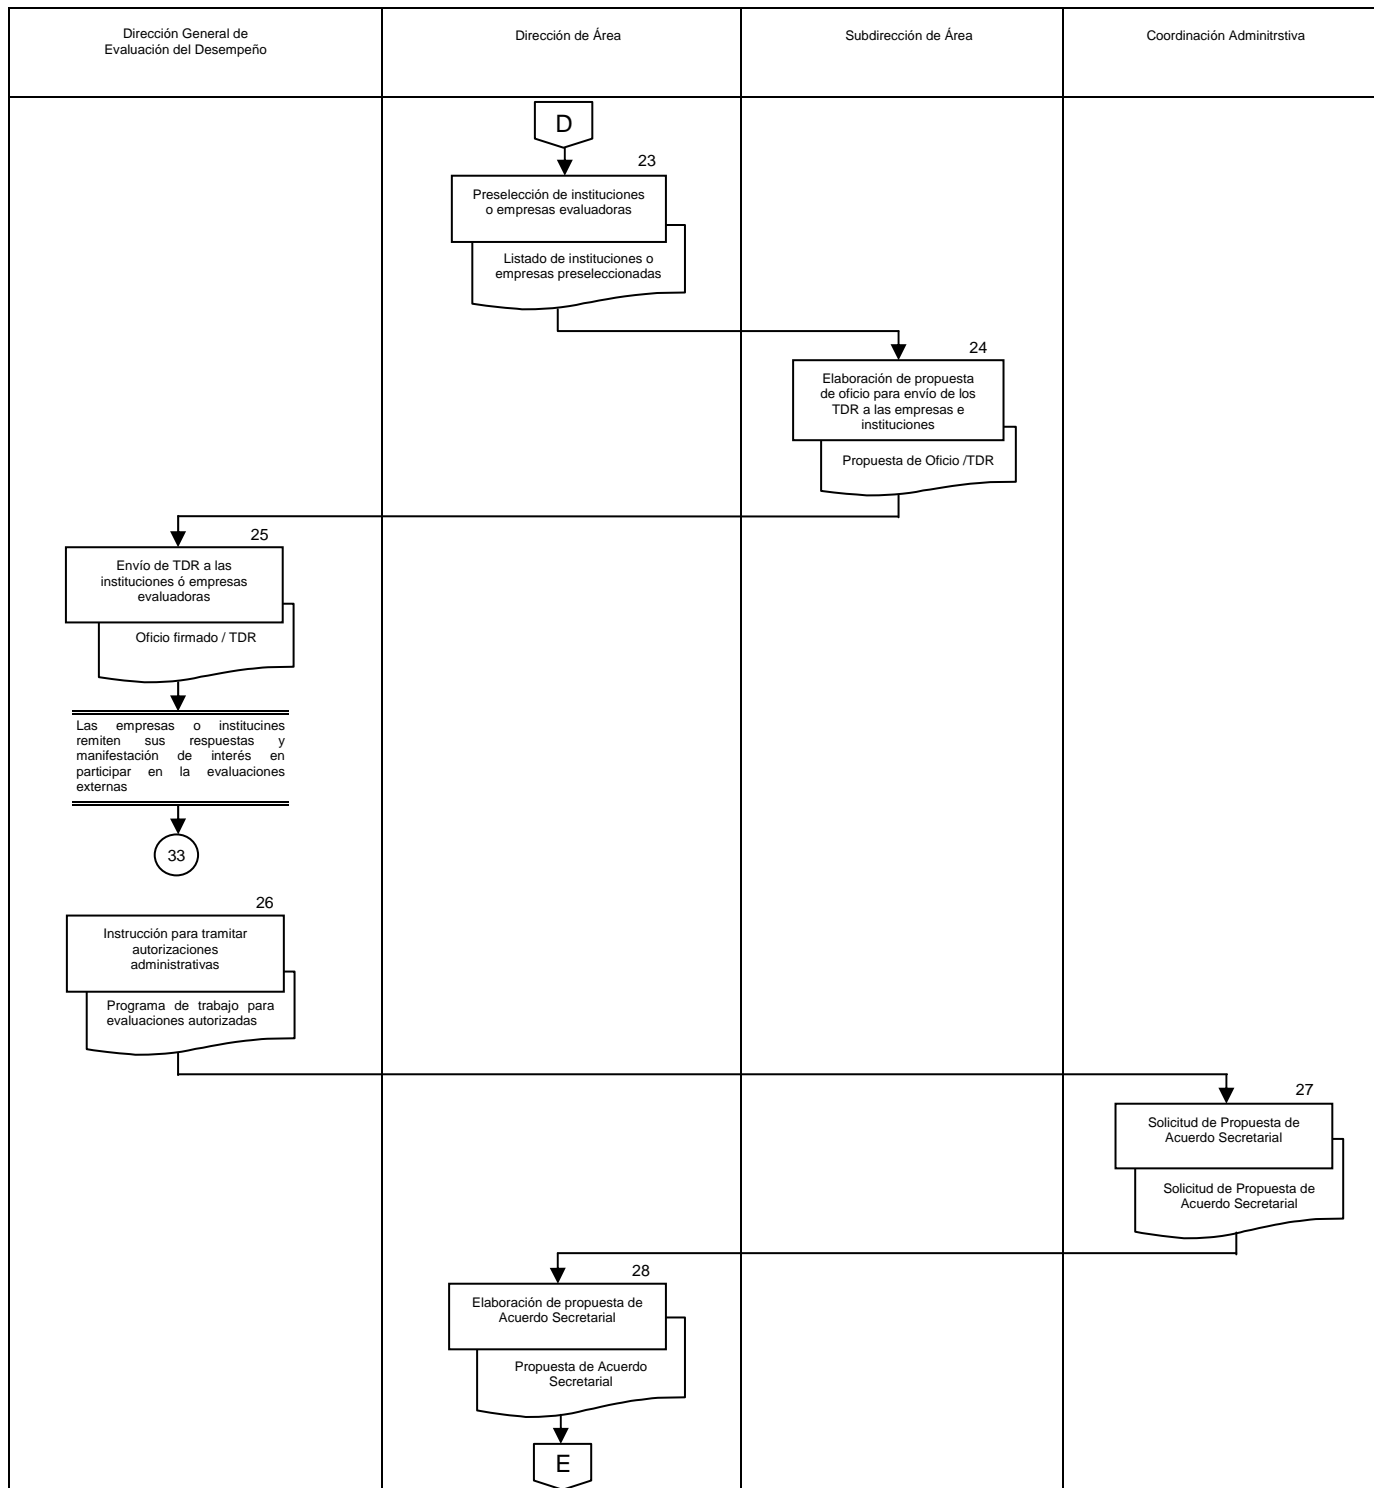 Dirección General de
Evaluación del Desempeño
Dirección de Área
Subdirección de Área
Coordinación Adminitrstiva
D
23
Preselección de instituciones
o empresas evaluadoras
Listado de instituciones o
empresas preseleccionadas
24
Elaboración de propuesta
de oficio para envío de los
TDR a las empresas e
instituciones
Propuesta de Oficio /TDR
25
Envío de TDR a las
instituciones ó empresas
evaluadoras
Oficio firmado / TDR
Las empresas o institucines
remiten sus respuestas y
manifestación de interés en
participar en la evaluaciones
externas
33
26
Instrucción para tramitar
autorizaciones
administrativas
Programa de trabajo para
evaluaciones autorizadas
27
Solicitud de Propuesta de
Acuerdo Secretarial
Solicitud de Propuesta de
Acuerdo Secretarial
28
Elaboración de propuesta de
Acuerdo Secretarial
Propuesta de Acuerdo
Secretarial
E